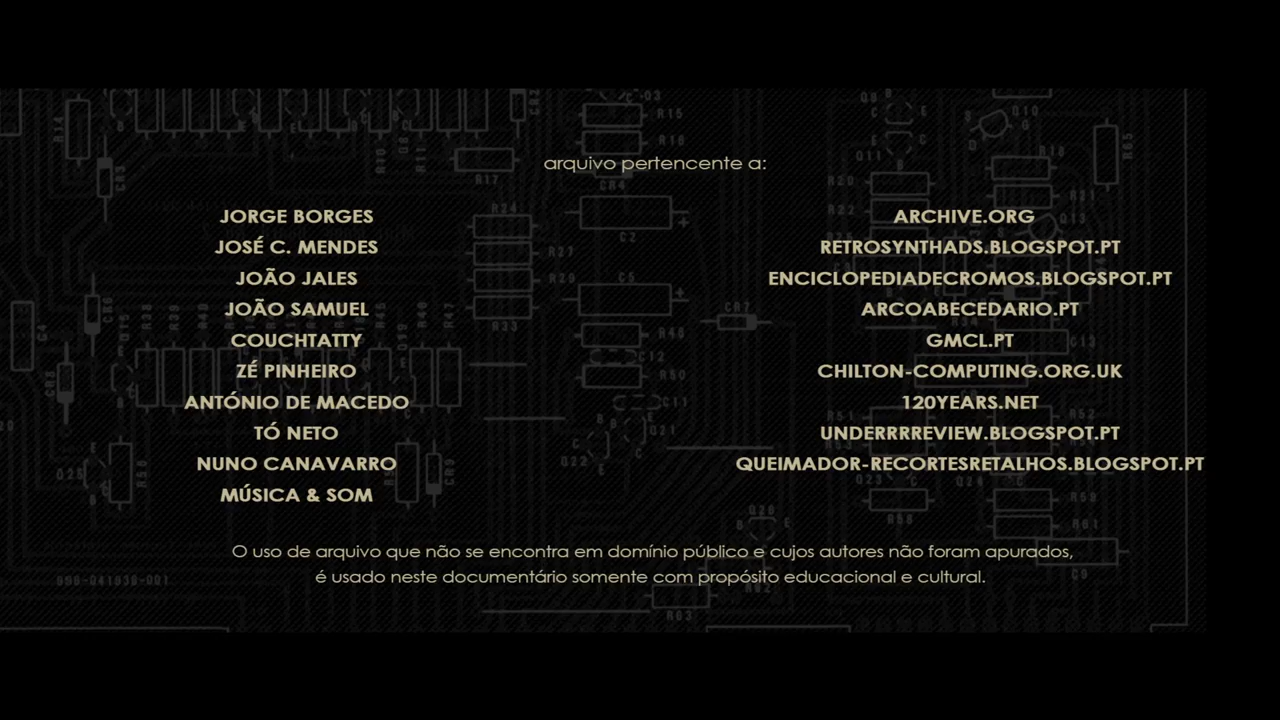 arquivo pertencente a:
JORGE BORGES
JOSÉ C. MENDES
JOÃO JALES
JOÃO SAMUEL
COUCHTATTY
ZÉ PINHEIRO
ANTÓNIO DE MACEDO
TÓ NETO
NUNO CANAVARRO
MÚSICA & SOM
ARCHIVE.ORG
RETROSYNTHADS.BLOGSPOT.PT
ENCICLOPEDIADECROMOS.BLOGSPOT.PT
ARCOABECEDARIO.PT
GMCL.PT
CHILTON-COMPUTING.ORG.UK
120YEARS.NET
UNDERRRREVIEW.BLOGSPOT.PT
QUEIMADOR-RECORTESRETALHOS.BLOGSPOT.PT
O uso de arquivo que não se encontra em domínio público e cujos autores não foram apurados,
é usado neste documentário somente com propósito educacional e cultural.